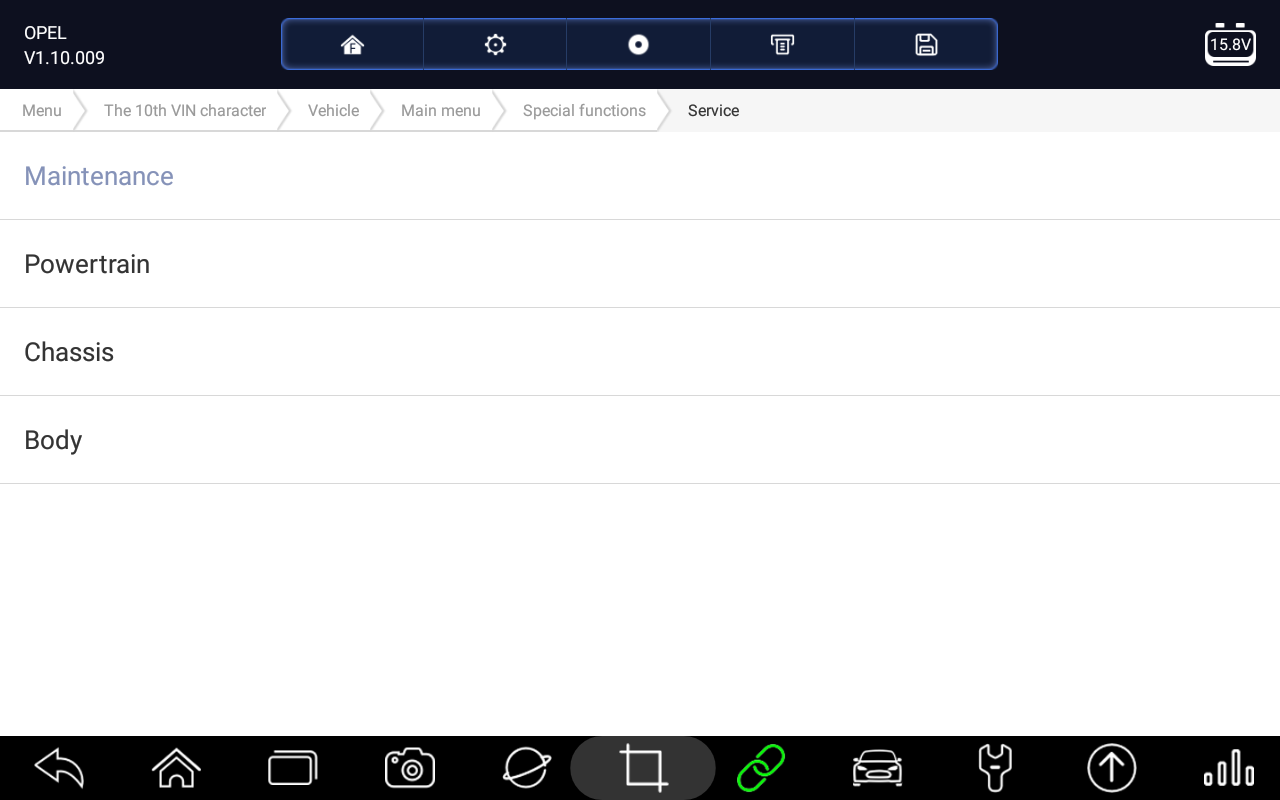 OPEL
V1.10.009
F
15.8V
Menu
The 10th VIN character
Vehicle
Main menu
Special functions
Service
Maintenance
Powertrain
Chassis
Body